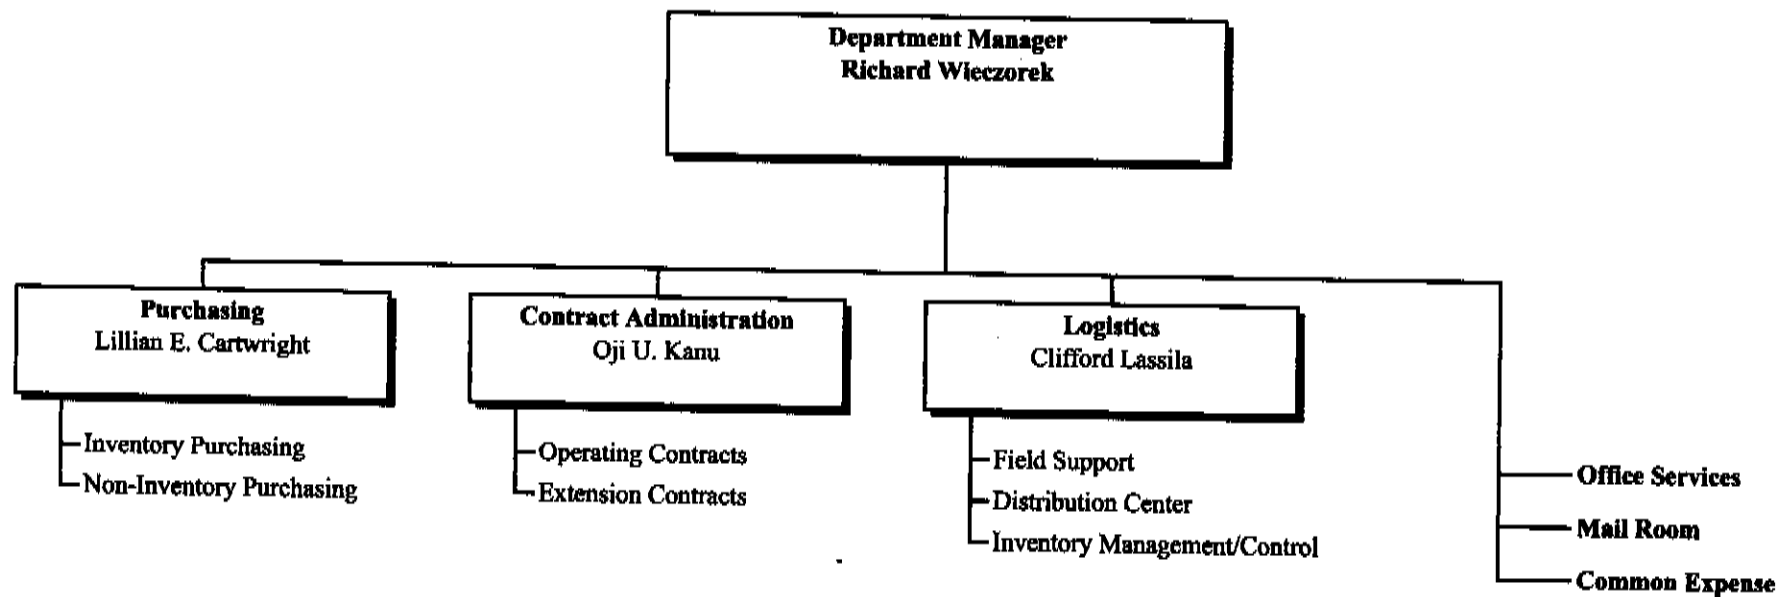 Department Manager
Richard Wieczorek
Purchasing
Lillian E. Cartwright
Inventory Purchasing
Non-Inventory Purchasing
Contract Administration
Oji U. Kanu
Operating Contracts
Extension Contracts
Logistics
Clifford Lassila
Field Support
Distribution Center
Inventory Management/Control
Office Services
Mail Room
Common Expense